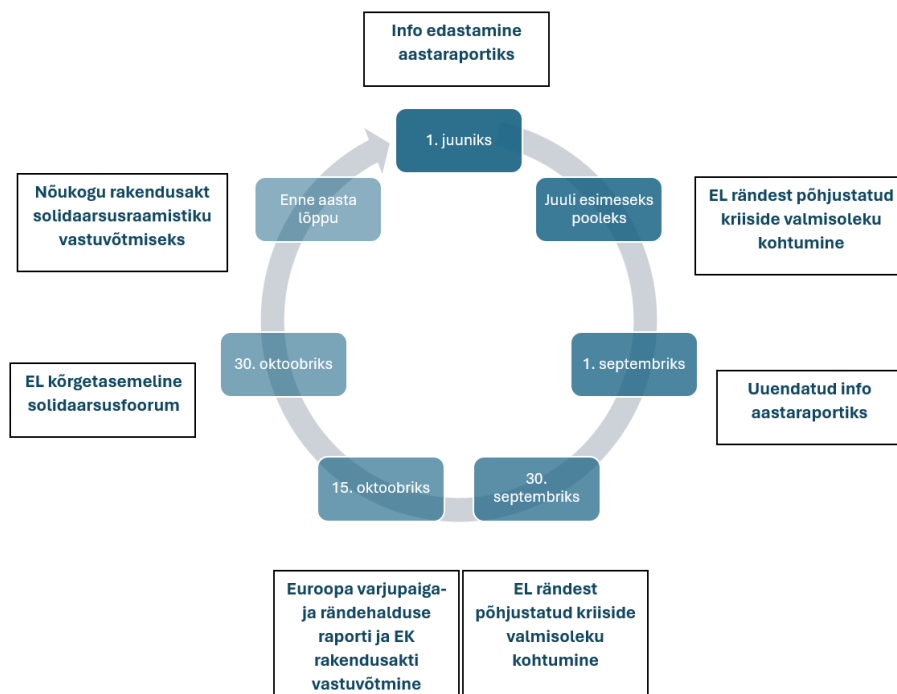 Info edastamine
aastaraportiks
1. juuniks
Juuli esimeseks
pooleks
EL rändest põhjustatud
kriiside valmisoleku
kohtumine
1. septembriks
Uuendatud info
aastaraportiks
30.
septembriks
EL rändest
põhjustatud kriiside
valmisoleku
kohtumine
15. oktoobriks
Euroopa varjupaiga-
ja rändehalduse
raporti ja EK
rakendusakti
vastuvõtmine
30. oktoobriks
EL kõrgetasemeline
solidaarsusfoorum
Enne aasta
lõppu
Nõukogu rakendusakt
solidaarsusraamistiku
vastuvõtmiseks